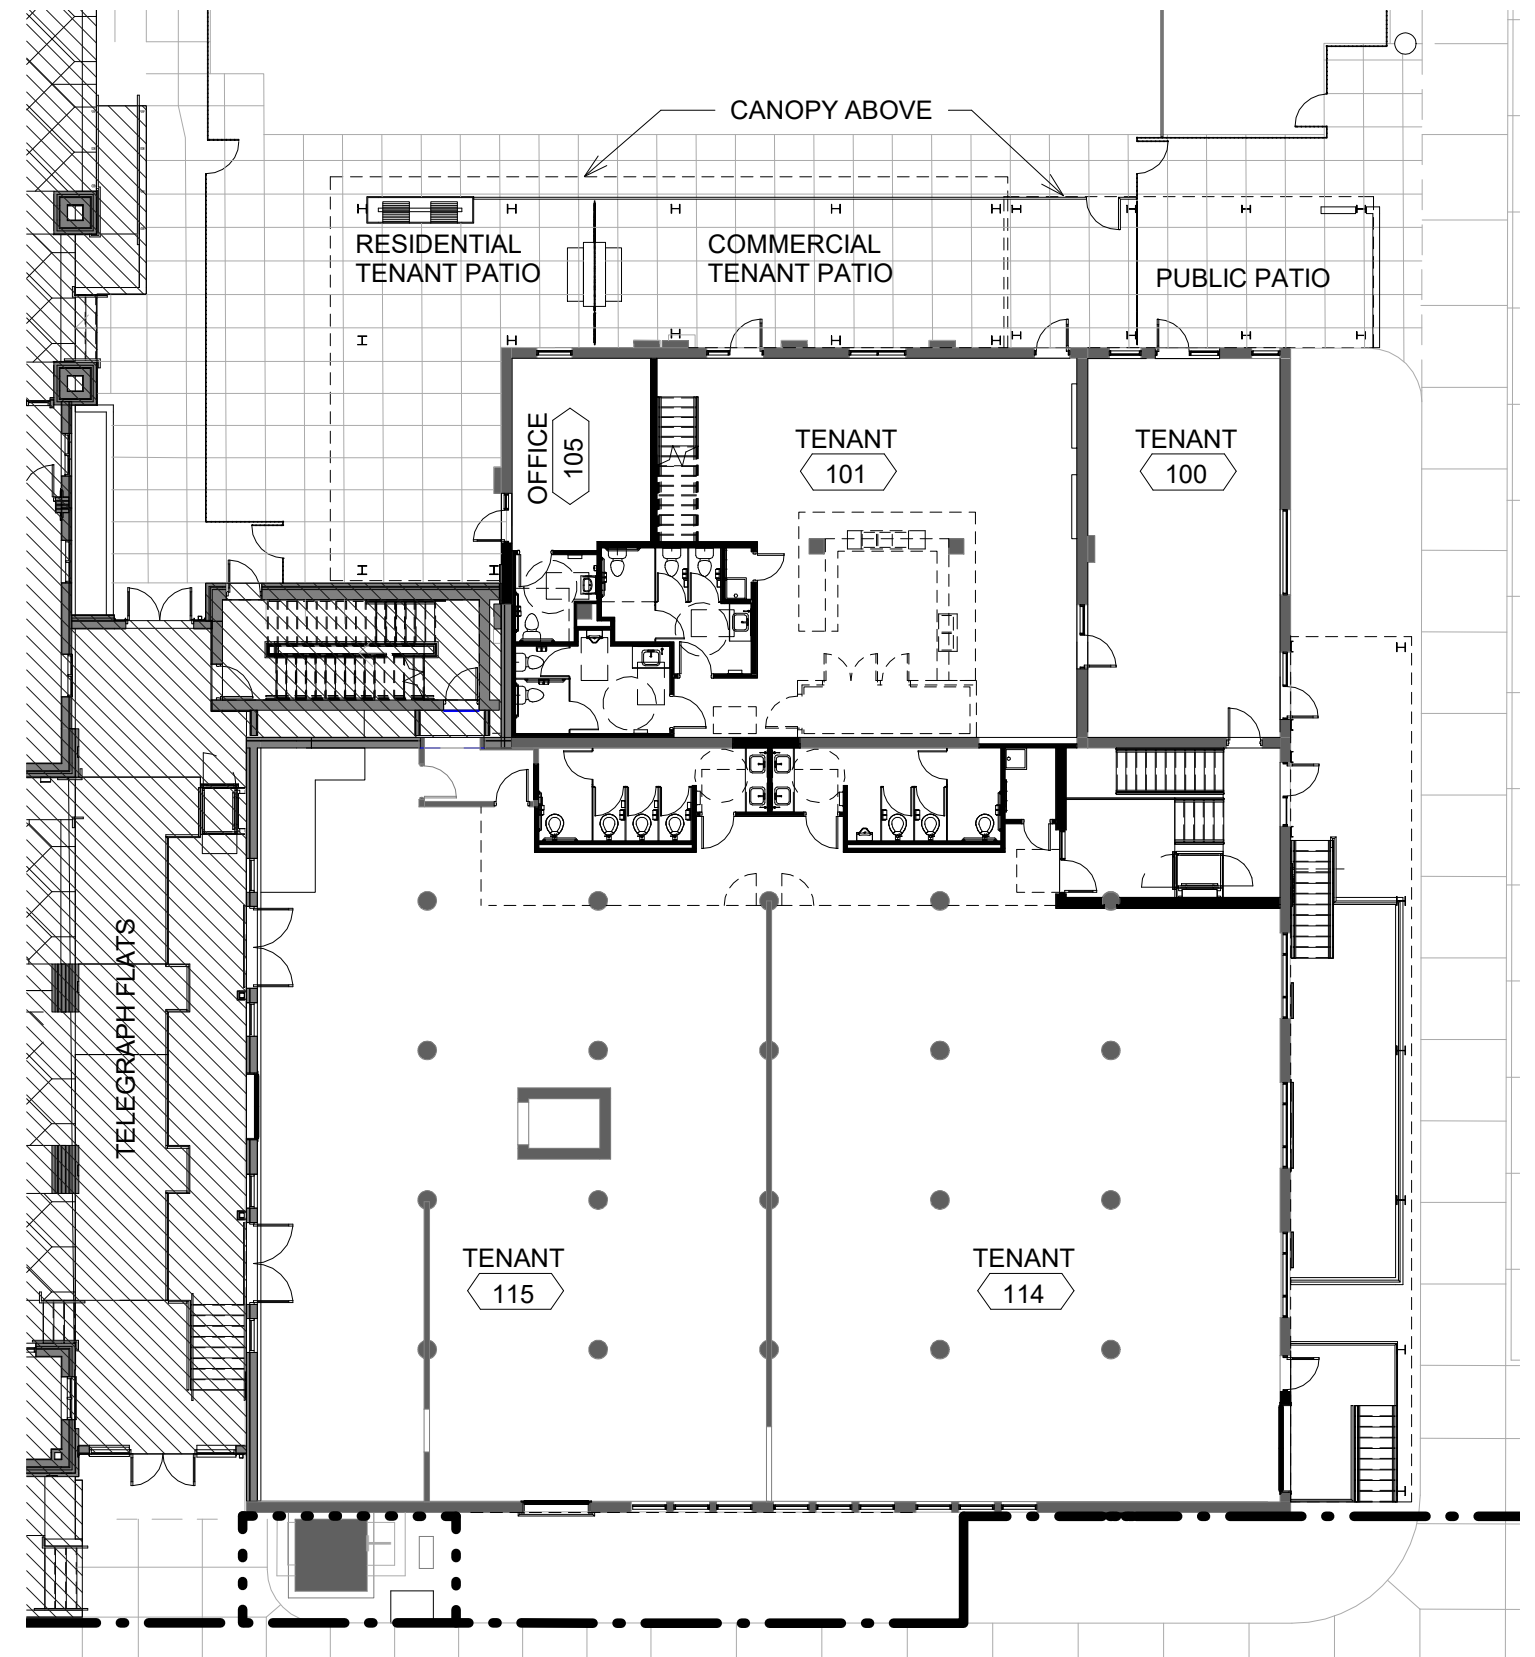 CANOPY ABOVE
RESIDENTIAL
TENANT PATIO
COMMERCIAL
TENANT PATIO
PUBLIC PATIO
OFFICE
105
TENANT
101
TENANT
100
TELEGRAPH FLATS
TENANT
115
TENANT
114